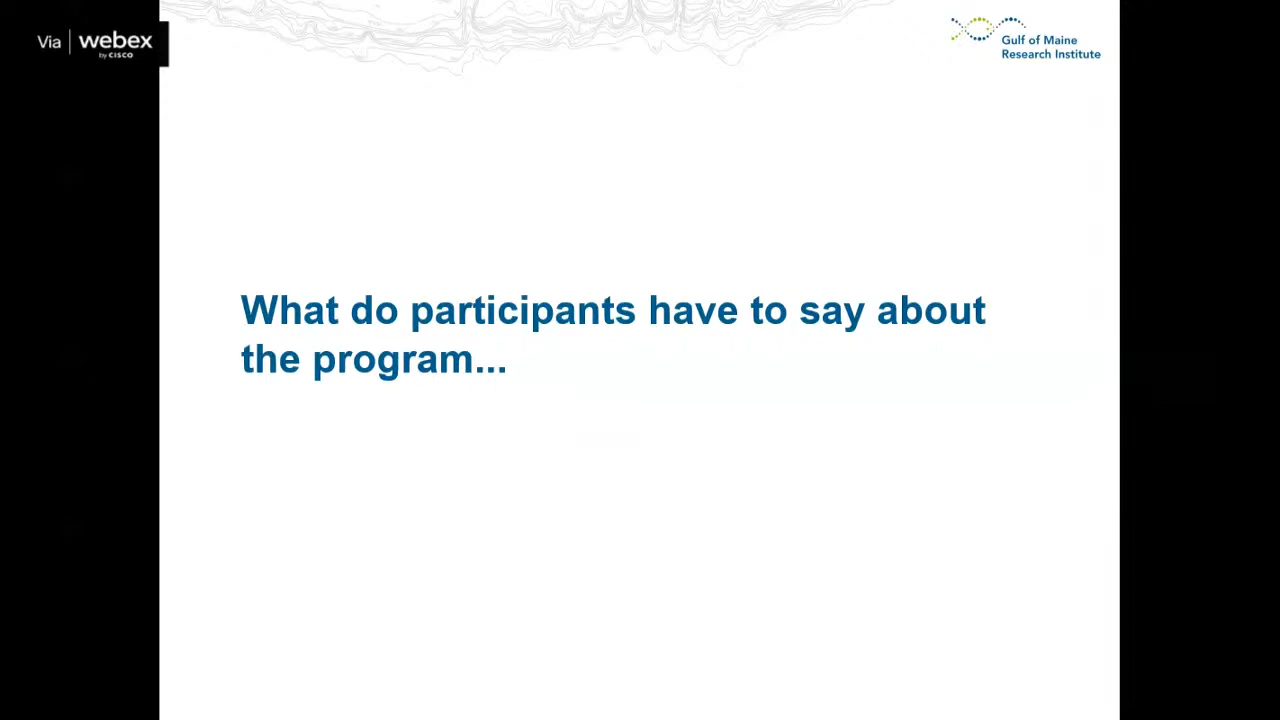 Via webex
by CISCO
Gulf of Maine
Research Institute
What do participants have to say about
the program...